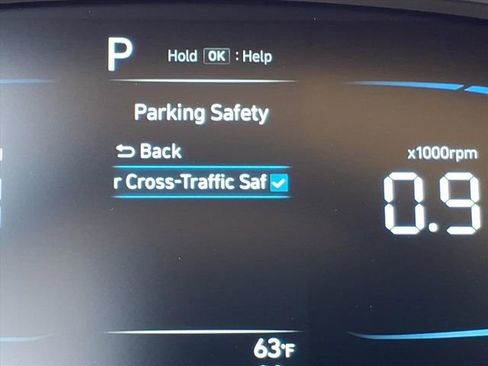 P
Hold OK : Help
Parking Safety
Back
r Cross-Traffic Saf
x1000rpm
0.9
63°F